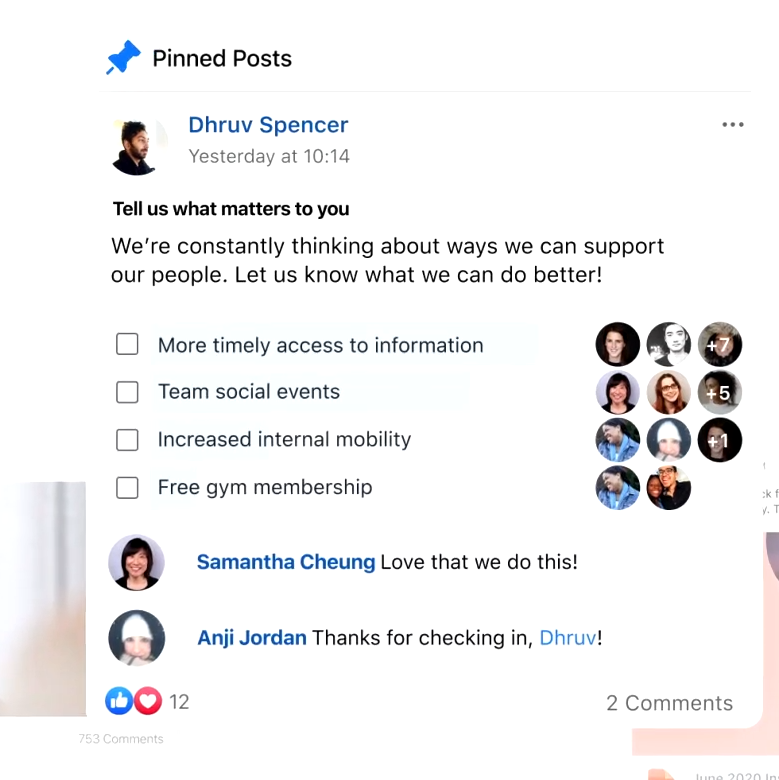 Pinned Posts
Dhruv Spencer
Yesterday at 10:14
Tell us what matters to you
We’re constantly thinking about ways we can support
our people. Let us know what we can do better!
More timely access to information
+7
Team social events
+5
Increased internal mobility
+1
Free gym membership
Samantha Cheung Love that we do this!
Anji Jordan Thanks for checking in, Dhruv!
12
2 Comments
753 Comments
June 2020